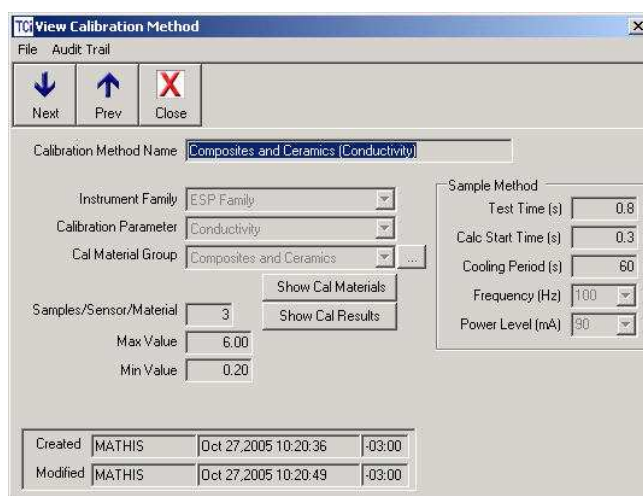 TCi View Calibration Method
File Audit Trail
Next Prev Close
Calibration Method Name Composites and Ceramics (Conductivity)
Instrument Family ESP Family
Calibration Parameter Conductivity
Cal Material Group Composites and Ceramics ...
Show Cal Materials
Samples/Sensor/Material 3 Show Cal Results
Max Value 6.00
Min Value 0.20
Sample Method
Test Time (s) 0.8
Calc Start Time (s) 0.3
Cooling Period (s) 60
Frequency (Hz) 100
Power Level (mA) 90
Created MATHIS Oct 27,2005 10:20:36 -03:00
Modified MATHIS Oct 27,2005 10:20:49 -03:00